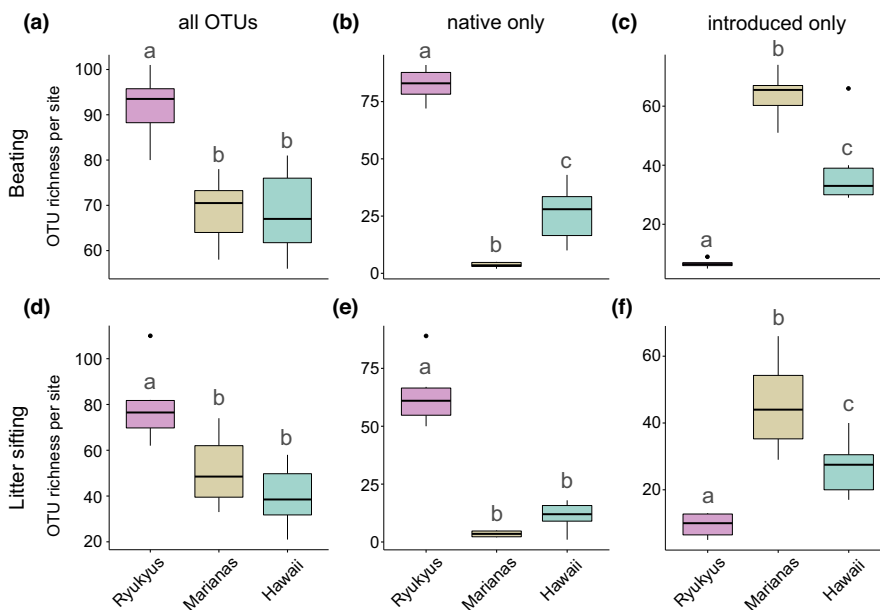 (a) all OTUs (b) native only (c) introduced only
Beating
OTU richness per site
100
90
80
70
60
a
b
b
75
50
25
0
a
b
c
60
40
20
a
b
c
(d) (e) (f)
Litter sifting
OTU richness per site
100
80
60
40
20
a
b
b
75
50
25
0
a
b
b
60
40
20
a
b
c
Ryukyus Marianas Hawaii Ryukyus Marianas Hawaii Ryukyus Marianas Hawaii